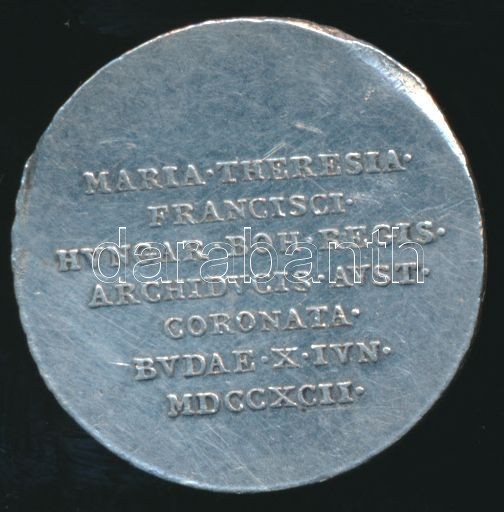 MARIA·THERESIA·
FRANCISCI·
HVNGAR BOH·REGIS·
darabanth
ARCHIDVCIS·AVST·
CORONATA·
BVDAE·X·IVN·
MDCCXCII·